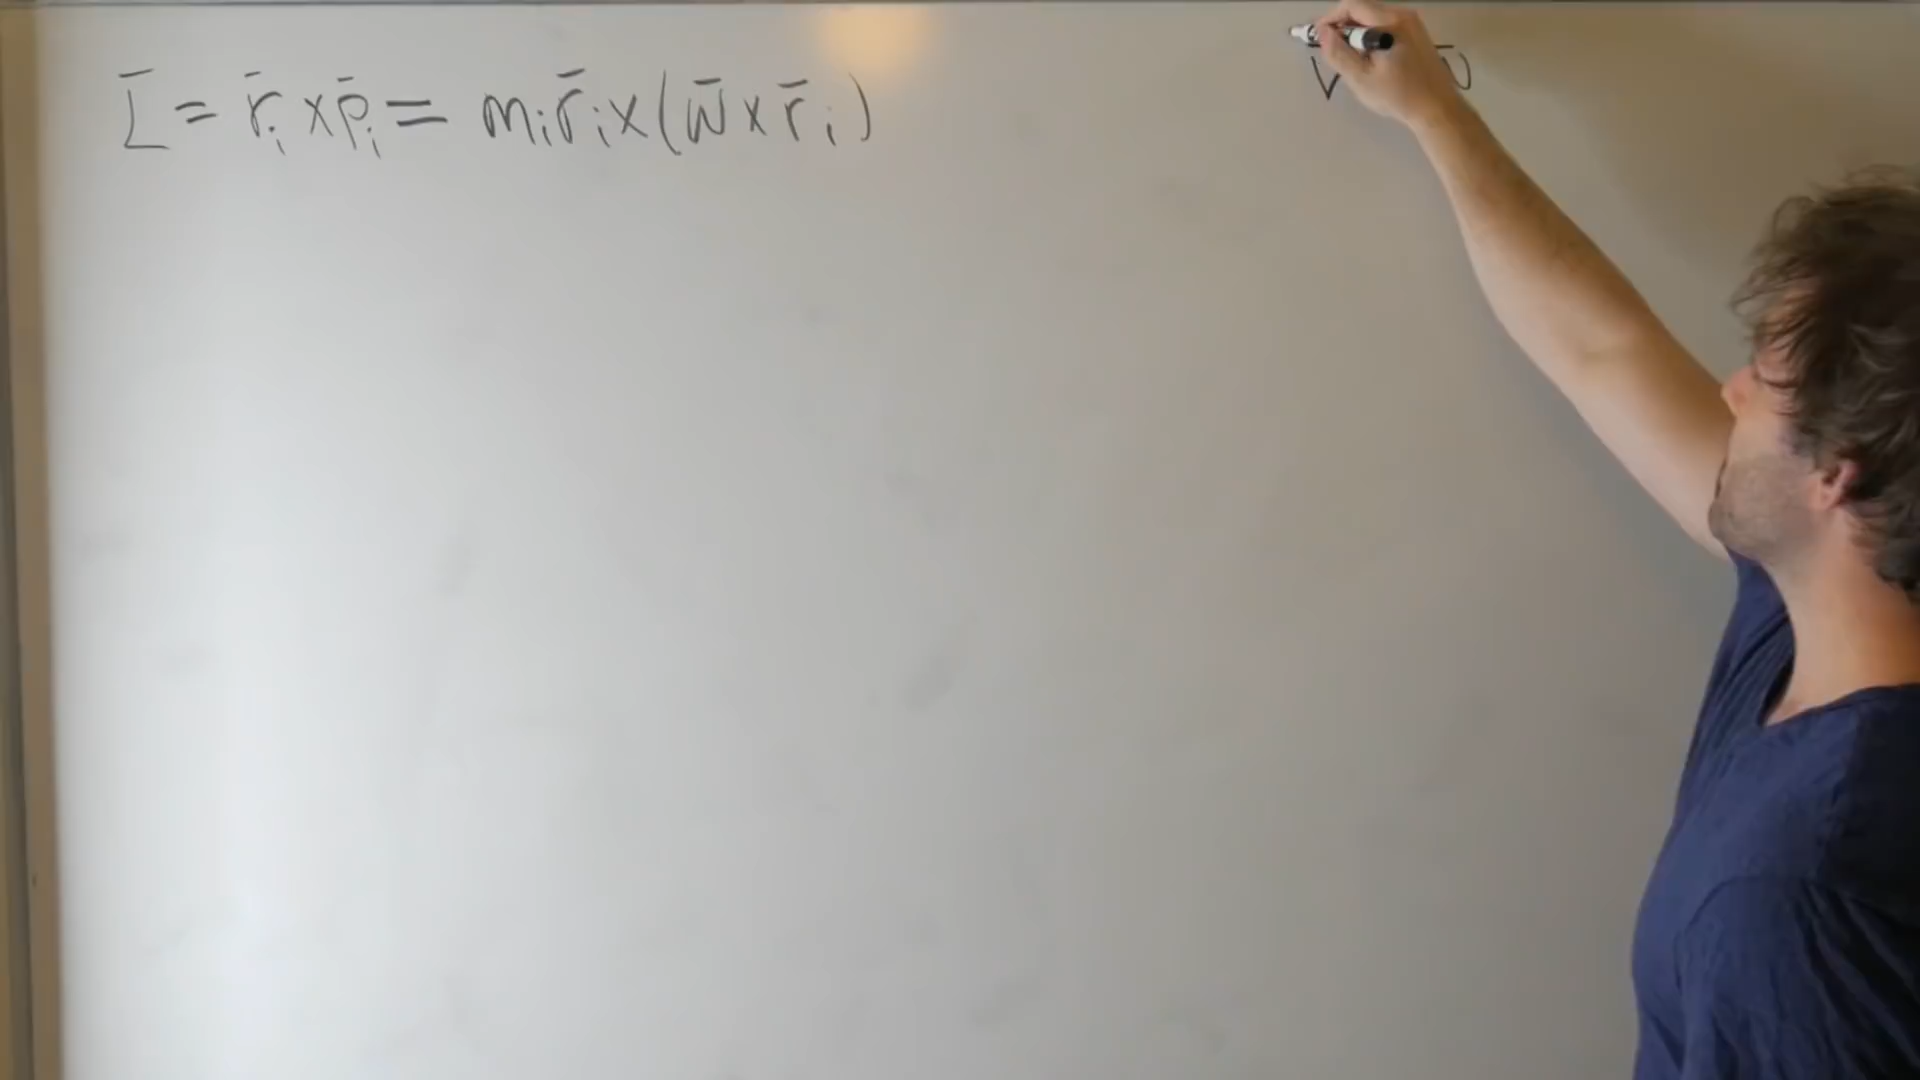 L̄ = r̄ᵢ × p̄ᵢ = mᵢ r̄ᵢ × (ω̄ × r̄ᵢ)
v̄